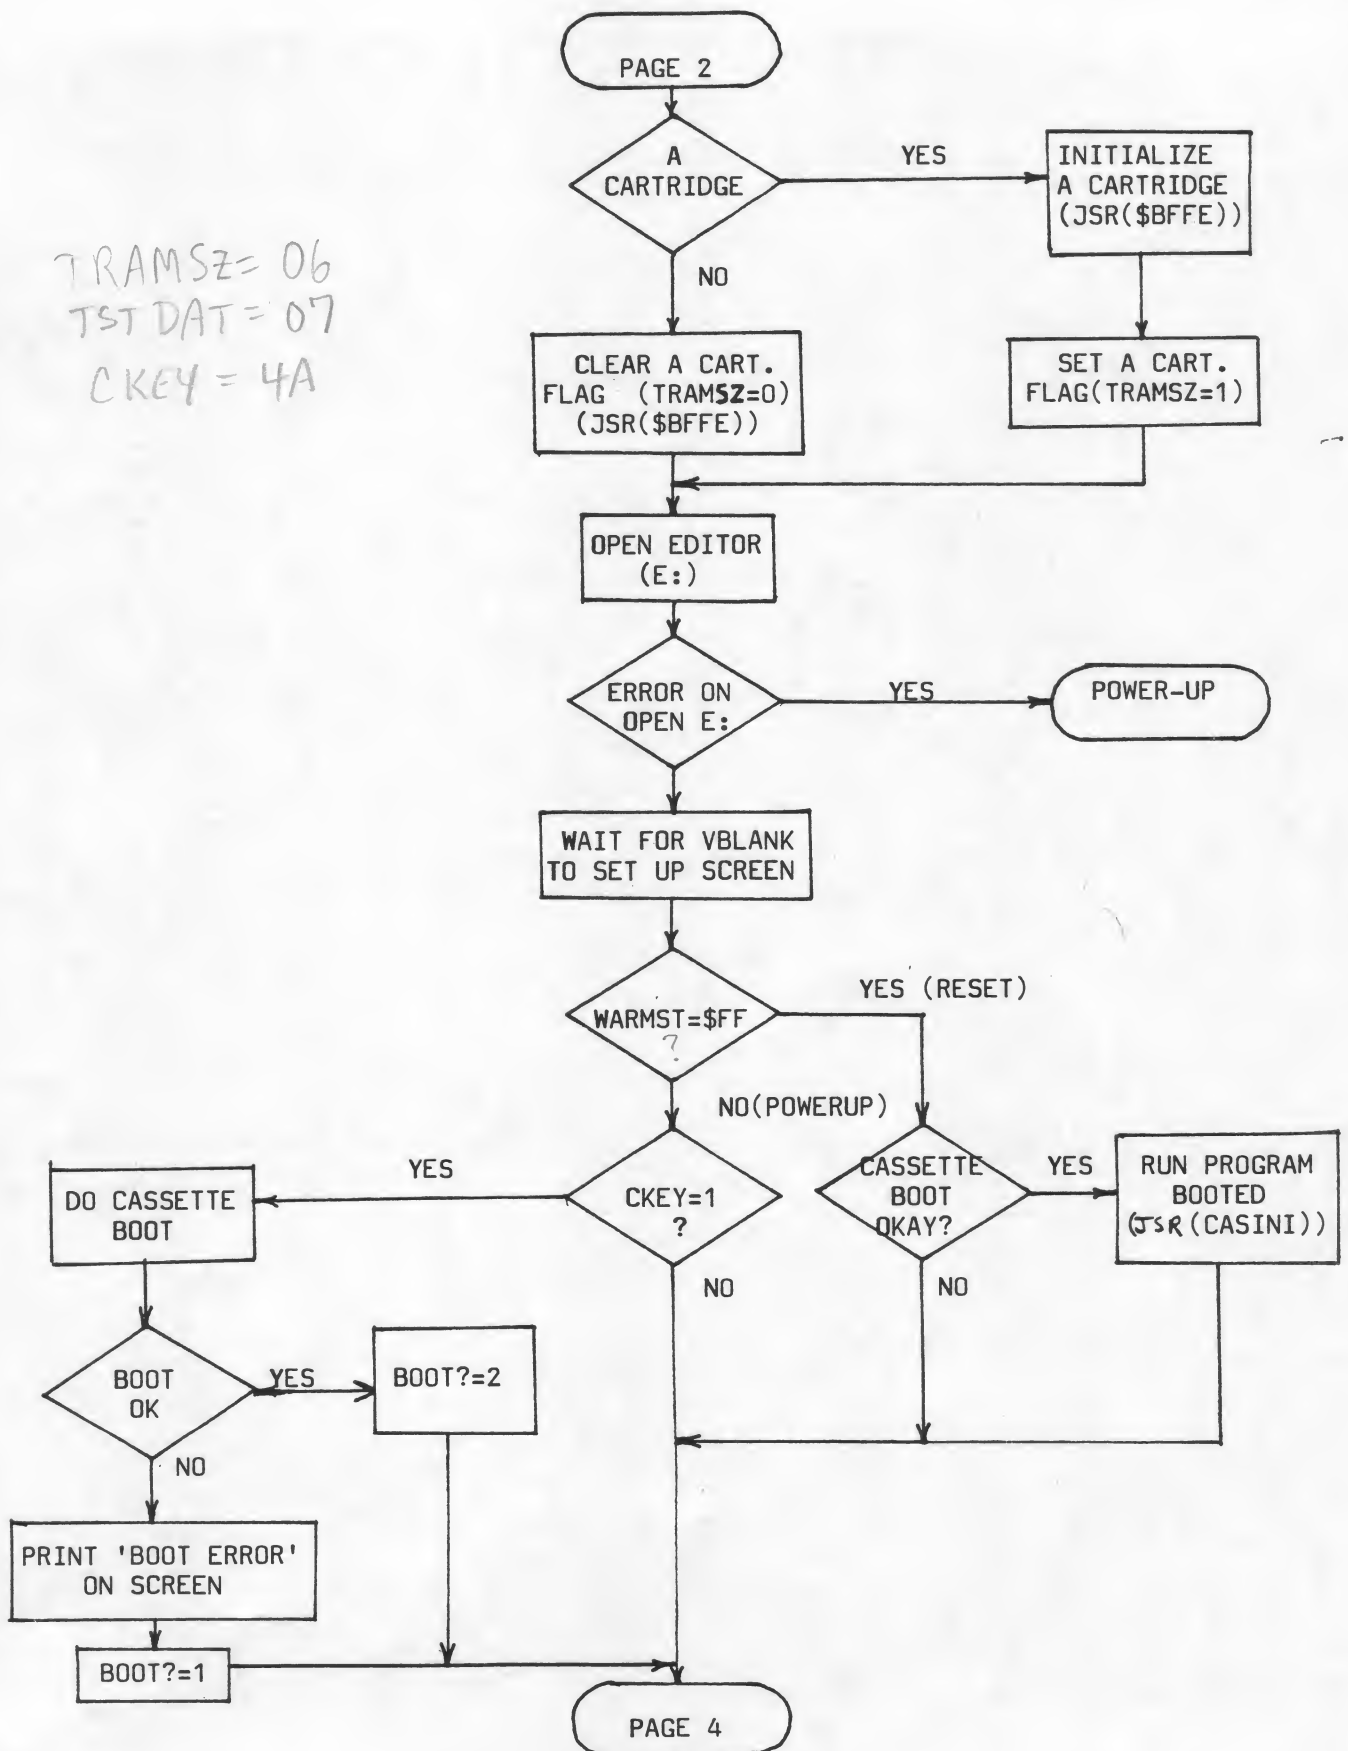 PAGE 2
A
CARTRIDGE
YES
INITIALIZE
A CARTRIDGE
(JSR($BFFE))
NO
TRAMSZ= 06
TSTDAT= 07
CKEY = 4A
CLEAR A CART.
FLAG (TRAMSZ=0)
(JSR($BFFE))
SET A CART.
FLAG(TRAMSZ=1)
OPEN EDITOR
(E:)
ERROR ON
OPEN E:
YES
POWER-UP
WAIT FOR VBLANK
TO SET UP SCREEN
WARMST=$FF
?
YES (RESET)
NO(POWERUP)
CKEY=1
?
YES
NO
CASSETTE
BOOT
OKAY?
YES
NO
RUN PROGRAM
BOOTED
(JSR(CASINI))
DO CASSETTE
BOOT
BOOT
OK
YES
BOOT?=2
NO
PRINT 'BOOT ERROR'
ON SCREEN
BOOT?=1
PAGE 4